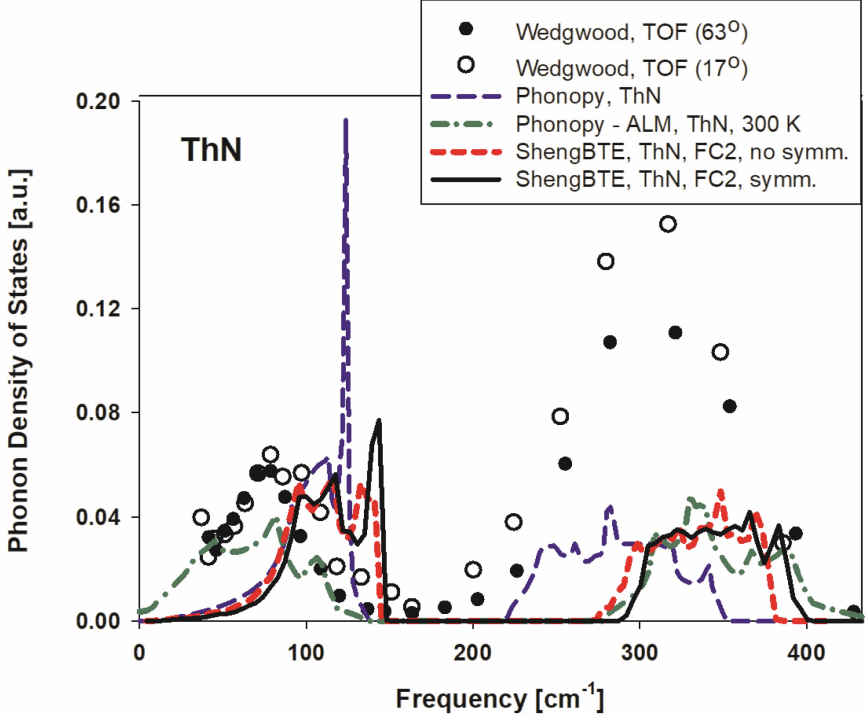 Wedgwood, TOF (63°)
Wedgwood, TOF (17°)
Phonopy, ThN
Phonopy - ALM, ThN, 300 K
ShengBTE, ThN, FC2, no symm.
ShengBTE, ThN, FC2, symm.
ThN
Phonon Density of States [a.u.]
0.20
0.16
0.12
0.08
0.04
0.00
0 100 200 300 400
Frequency [cm⁻¹]